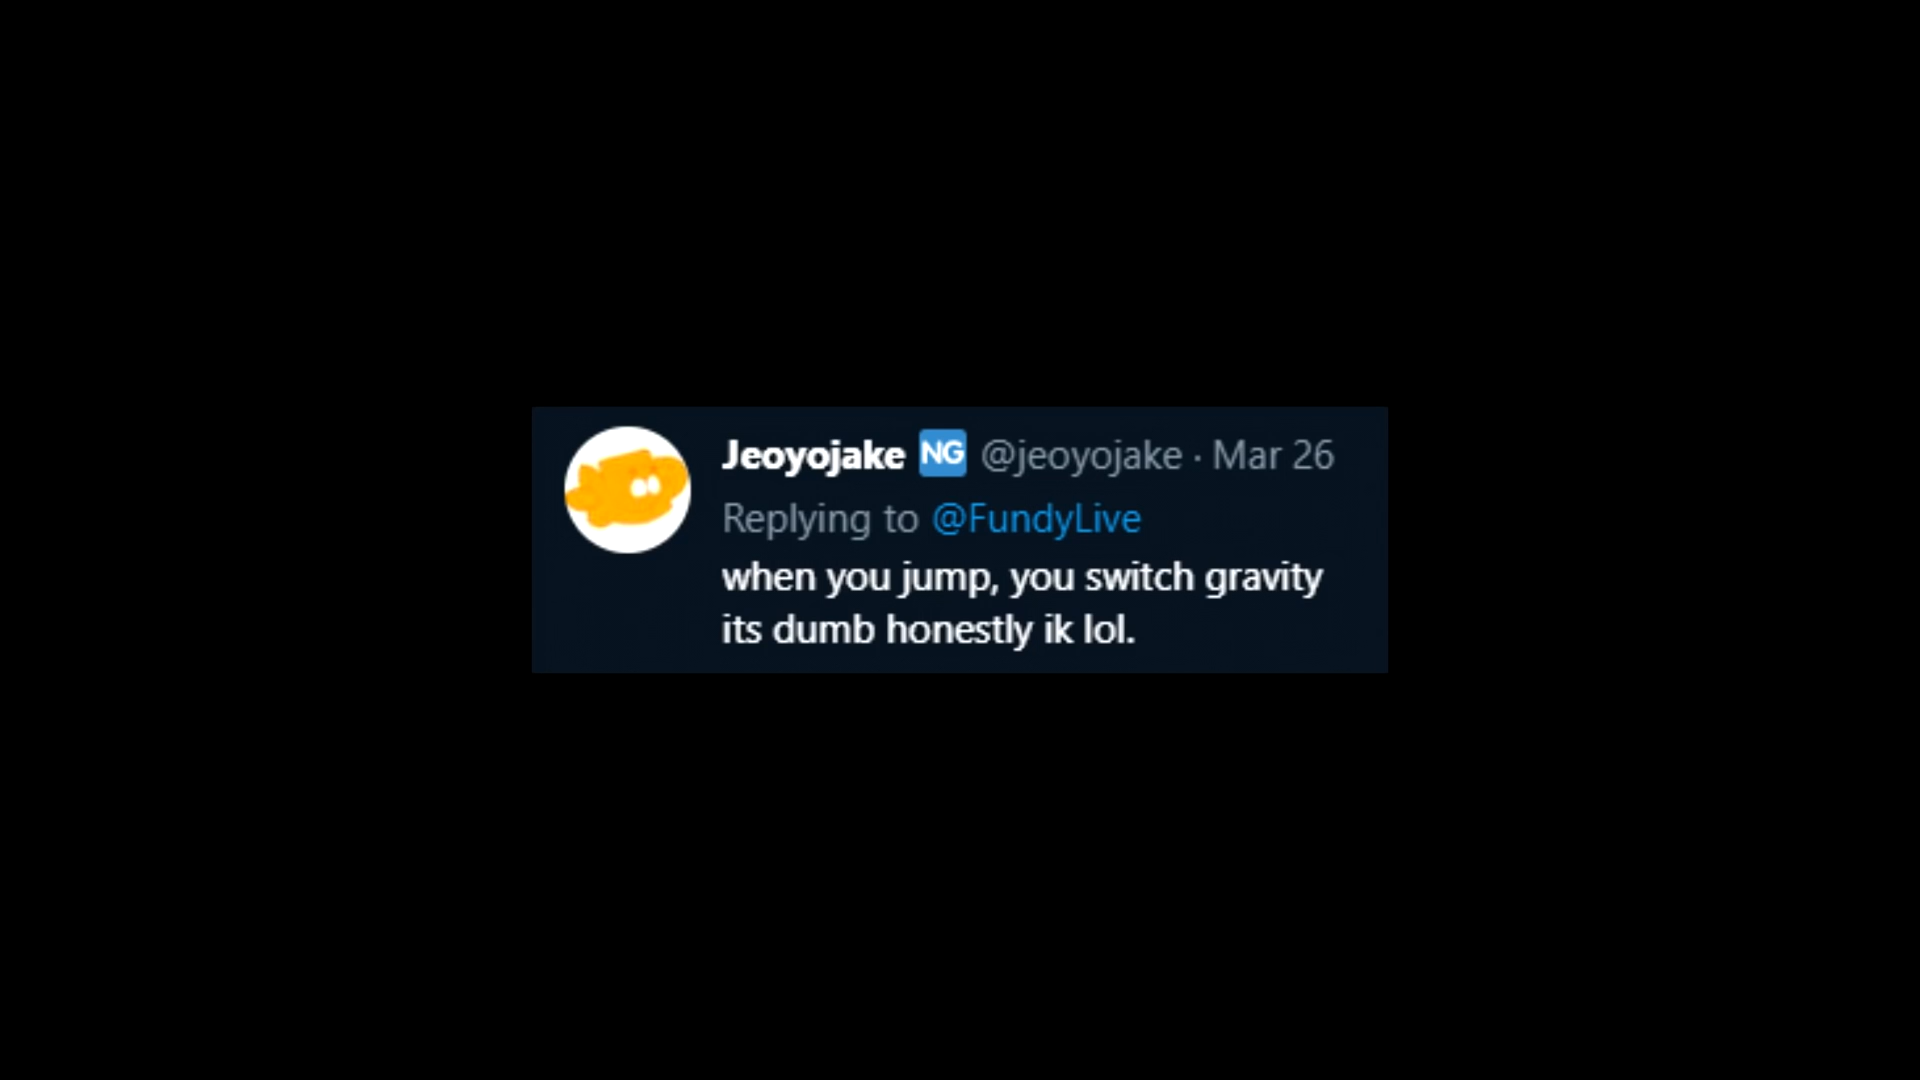 Jeoyojake NG @jeoyojake · Mar 26
Replying to @FundyLive
when you jump, you switch gravity
its dumb honestly ik lol.